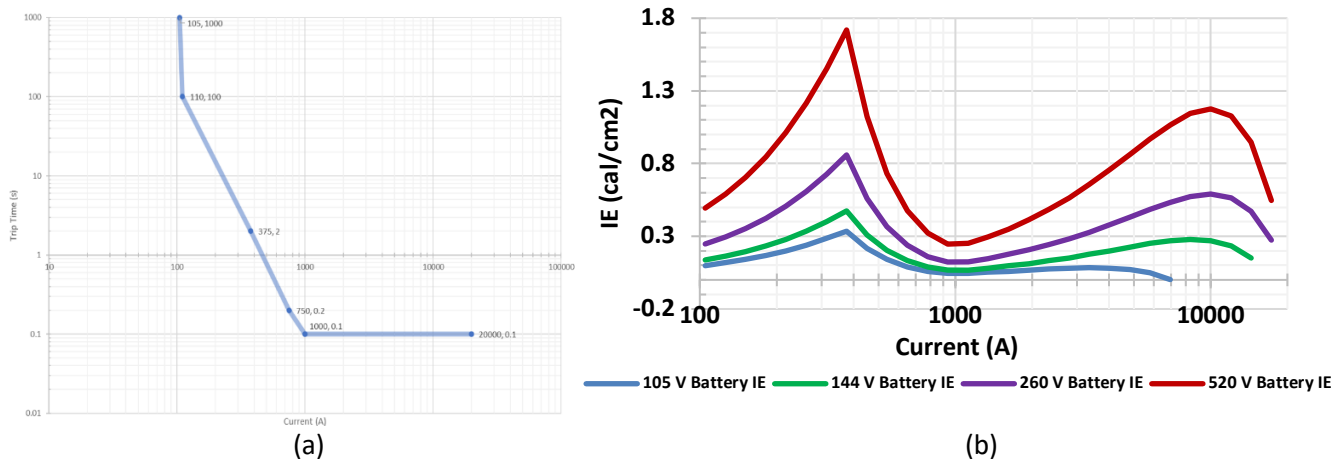 1000
105, 1000
100
110, 100
10
375, 2
1
10
100
1000
10000
100000
750, 0.2
1000, 0.1
20000, 0.1
0.1
0.01
Trip Time (s)
Current (A)
(a)
1.8
1.3
0.8
0.3
-0.2
IE (cal/cm2)
100
1000
10000
Current (A)
105 V Battery IE
144 V Battery IE
260 V Battery IE
520 V Battery IE
(b)